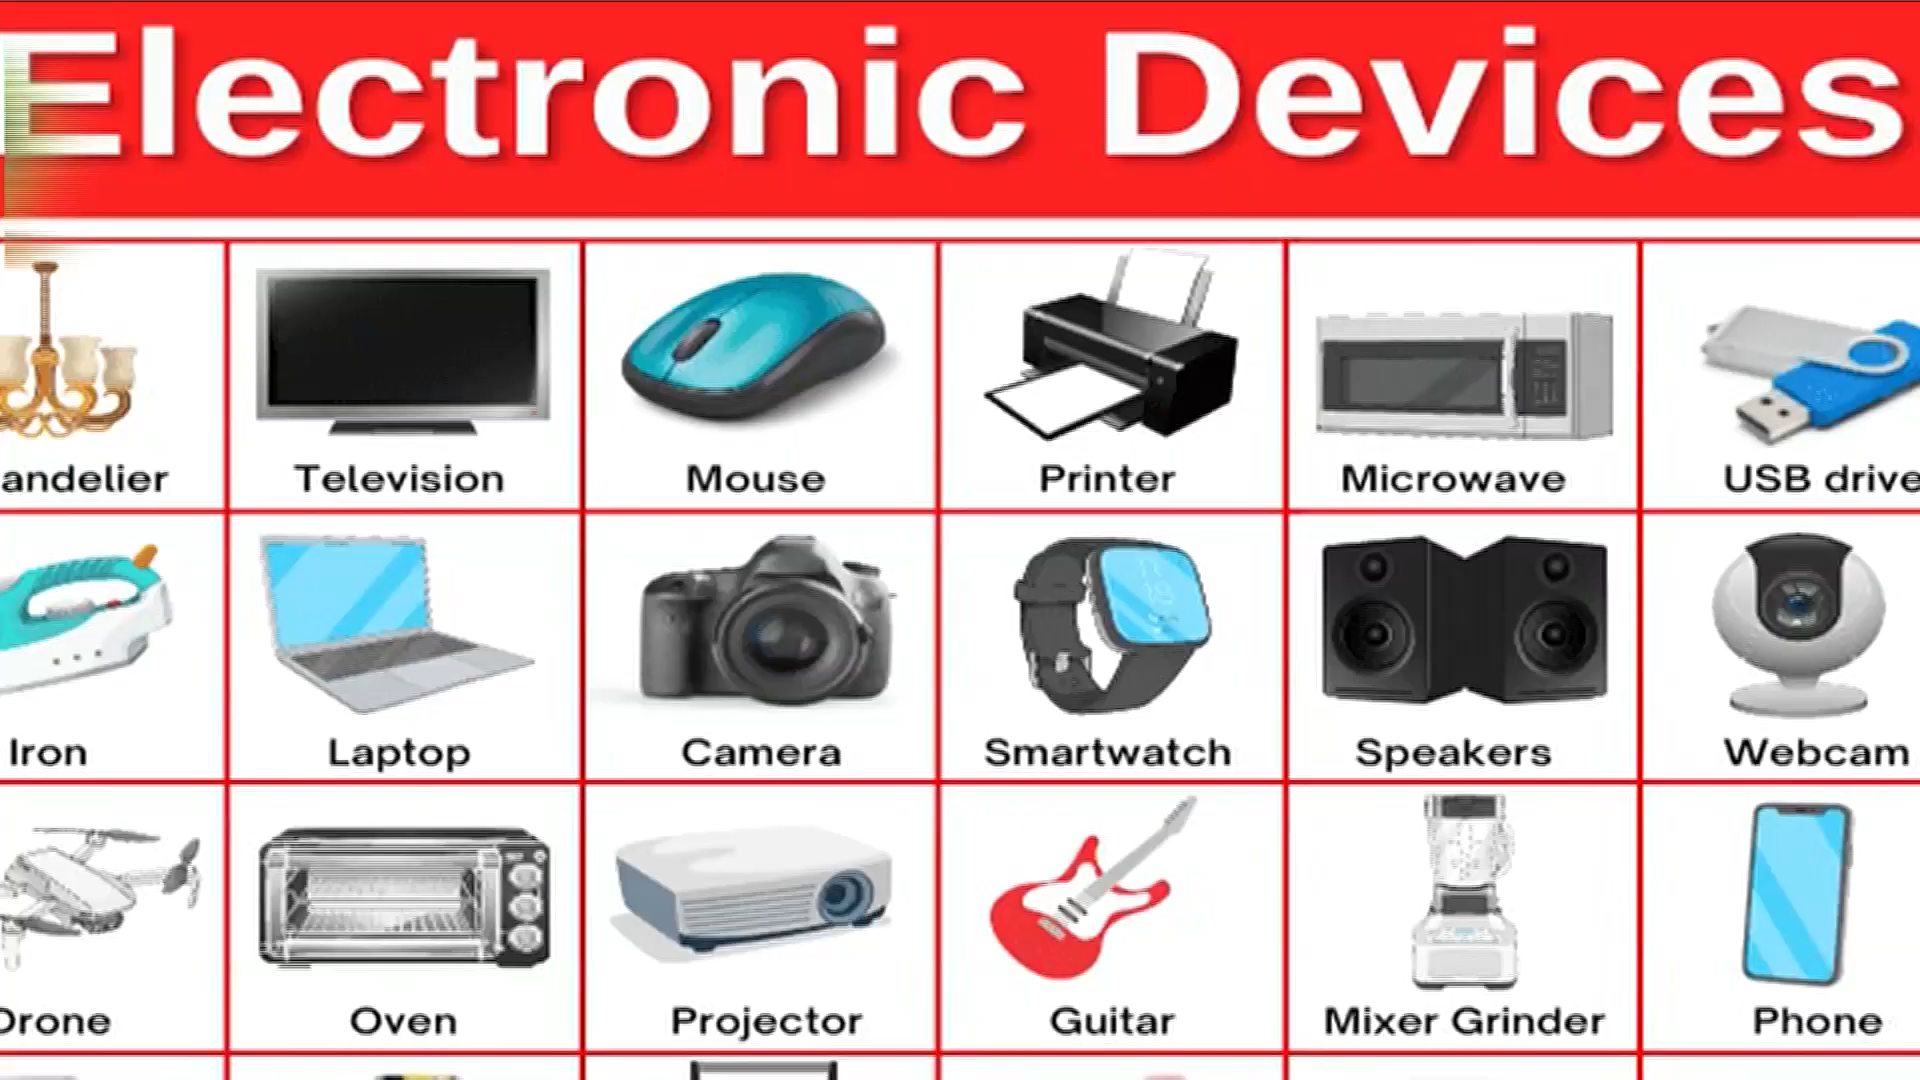 Electronic Devices
andelier
Television
Mouse
Printer
Microwave
USB drive
Iron
Laptop
Camera
Smartwatch
Speakers
Webcam
Drone
Oven
Projector
Guitar
Mixer Grinder
Phone